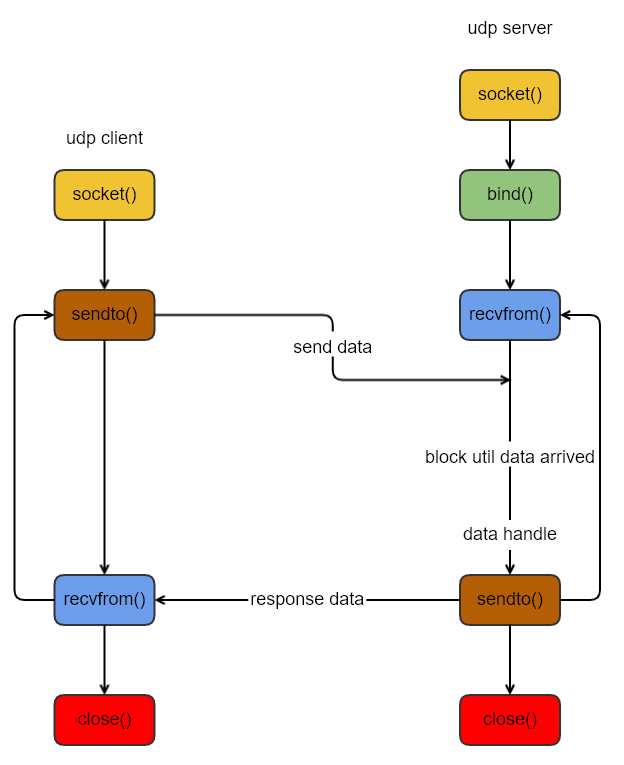 udp server
socket()
udp client
socket()
bind()
sendto()
recvfrom()
send data
block util data arrived
data handle
recvfrom()
response data
sendto()
close()
close()